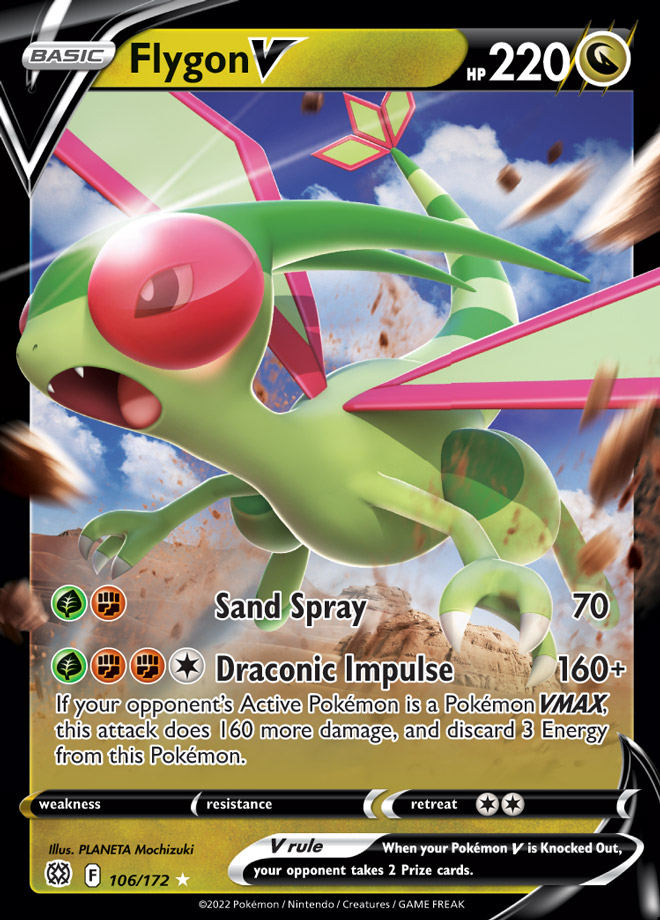 BASIC Flygon V HP 220
Sand Spray 70
Draconic Impulse 160+
If your opponent's Active Pokémon is a Pokémon VMAX,
this attack does 160 more damage, and discard 3 Energy
from this Pokémon.
weakness resistance retreat
Illus. PLANETA Mochizuki
V rule When your Pokémon V is Knocked Out,
your opponent takes 2 Prize cards.
F 106/172
©2022 Pokémon / Nintendo / Creatures / GAME FREAK